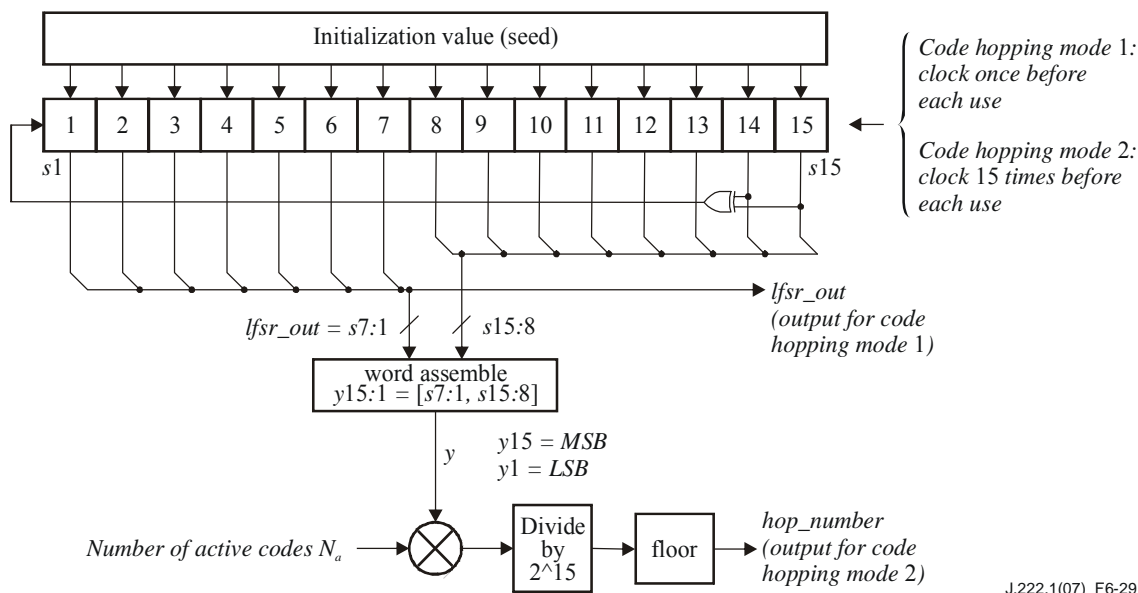 Initialization value (seed)
1 2 3 4 5 6 7 8 9 10 11 12 13 14 15
s1
s15
Code hopping mode 1:
clock once before
each use
Code hopping mode 2:
clock 15 times before
each use
lfsr_out
(output for code
hopping mode 1)
lfsr_out = s7:1
s15:8
word assemble
y15:1 = [s7:1, s15:8]
y
y15 = MSB
y1 = LSB
Number of active codes Na
Divide
by
2^15
floor
hop_number
(output for code
hopping mode 2)
J.222.1(07)_F6-29